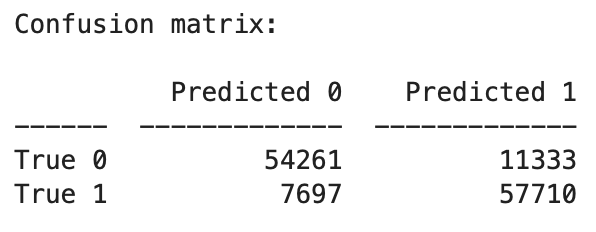 Confusion matrix:
Predicted 0 Predicted 1
------ ------------- -------------
True 0 54261 11333
True 1 7697 57710